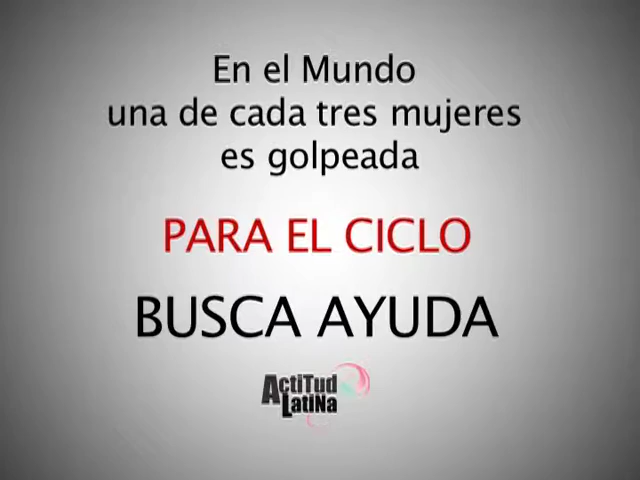 En el Mundo
una de cada tres mujeres
es golpeada
PARA EL CICLO
BUSCA AYUDA
ActiTud
LatiNa